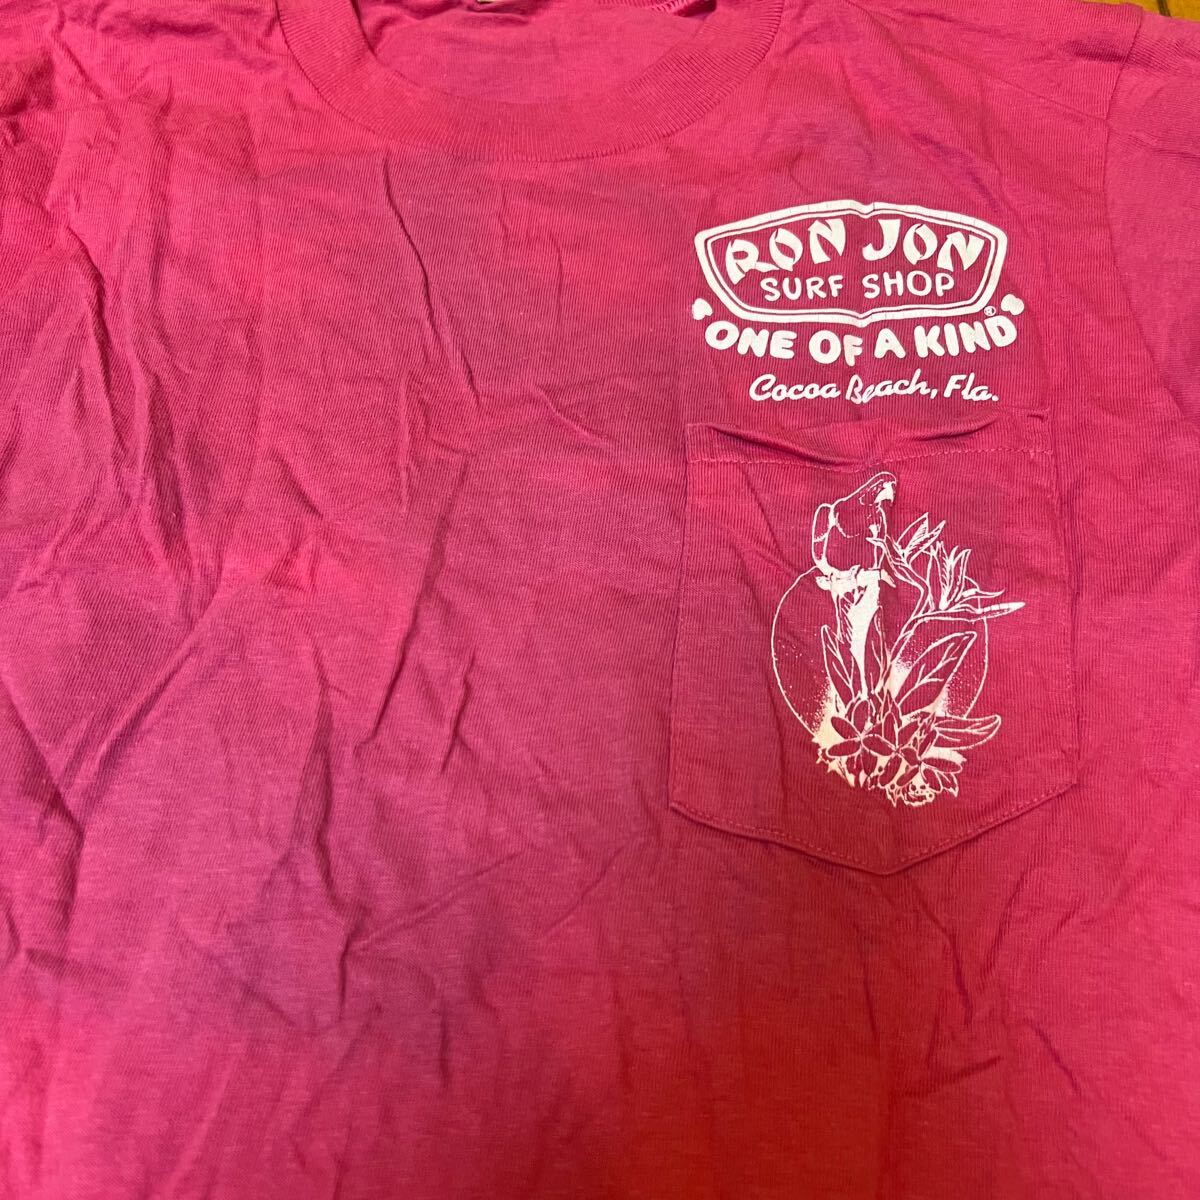 RON JON
SURF SHOP
ONE OF A KIND®
Cocoa Beach, Fla.